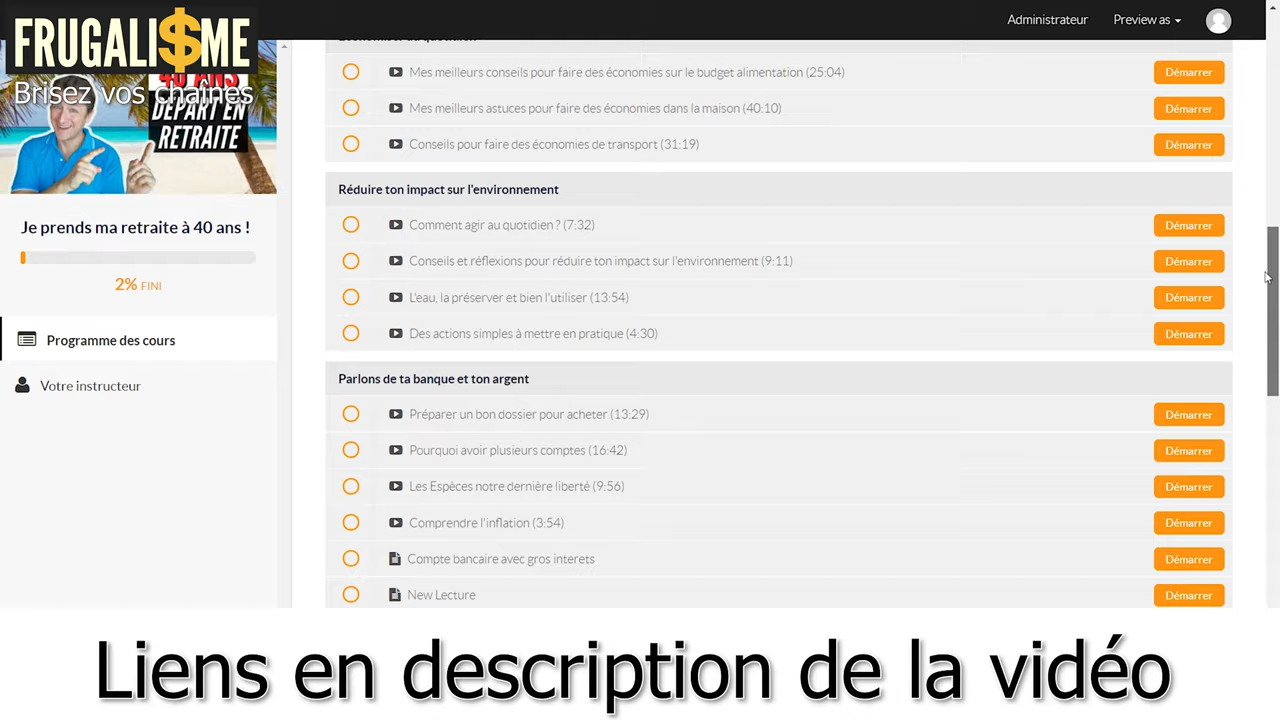 FRUGALI$ME
Brisez vos chaînes
40 ANS
DÉPART EN
RETRAITE
Administrateur
Preview as
Mes meilleurs conseils pour faire des économies sur le budget alimentation (25:04)
Démarrer
Mes meilleurs astuces pour faire des économies dans la maison (40:10)
Démarrer
Conseils pour faire des économies de transport (31:19)
Démarrer
Je prends ma retraite à 40 ans !
2% FINI
Programme des cours
Votre instructeur
Réduire ton impact sur l'environnement
Comment agir au quotidien ? (7:32)
Démarrer
Conseils et réflexions pour réduire ton impact sur l'environnement (9:11)
Démarrer
L'eau, la préserver et bien l'utiliser (13:54)
Démarrer
Des actions simples à mettre en pratique (4:30)
Démarrer
Parlons de ta banque et ton argent
Préparer un bon dossier pour acheter (13:29)
Démarrer
Pourquoi avoir plusieurs comptes (16:42)
Démarrer
Les Espèces notre dernière liberté (9:56)
Démarrer
Comprendre l'inflation (3:54)
Démarrer
Compte bancaire avec gros interets
Démarrer
New Lecture
Démarrer
Liens en description de la vidéo